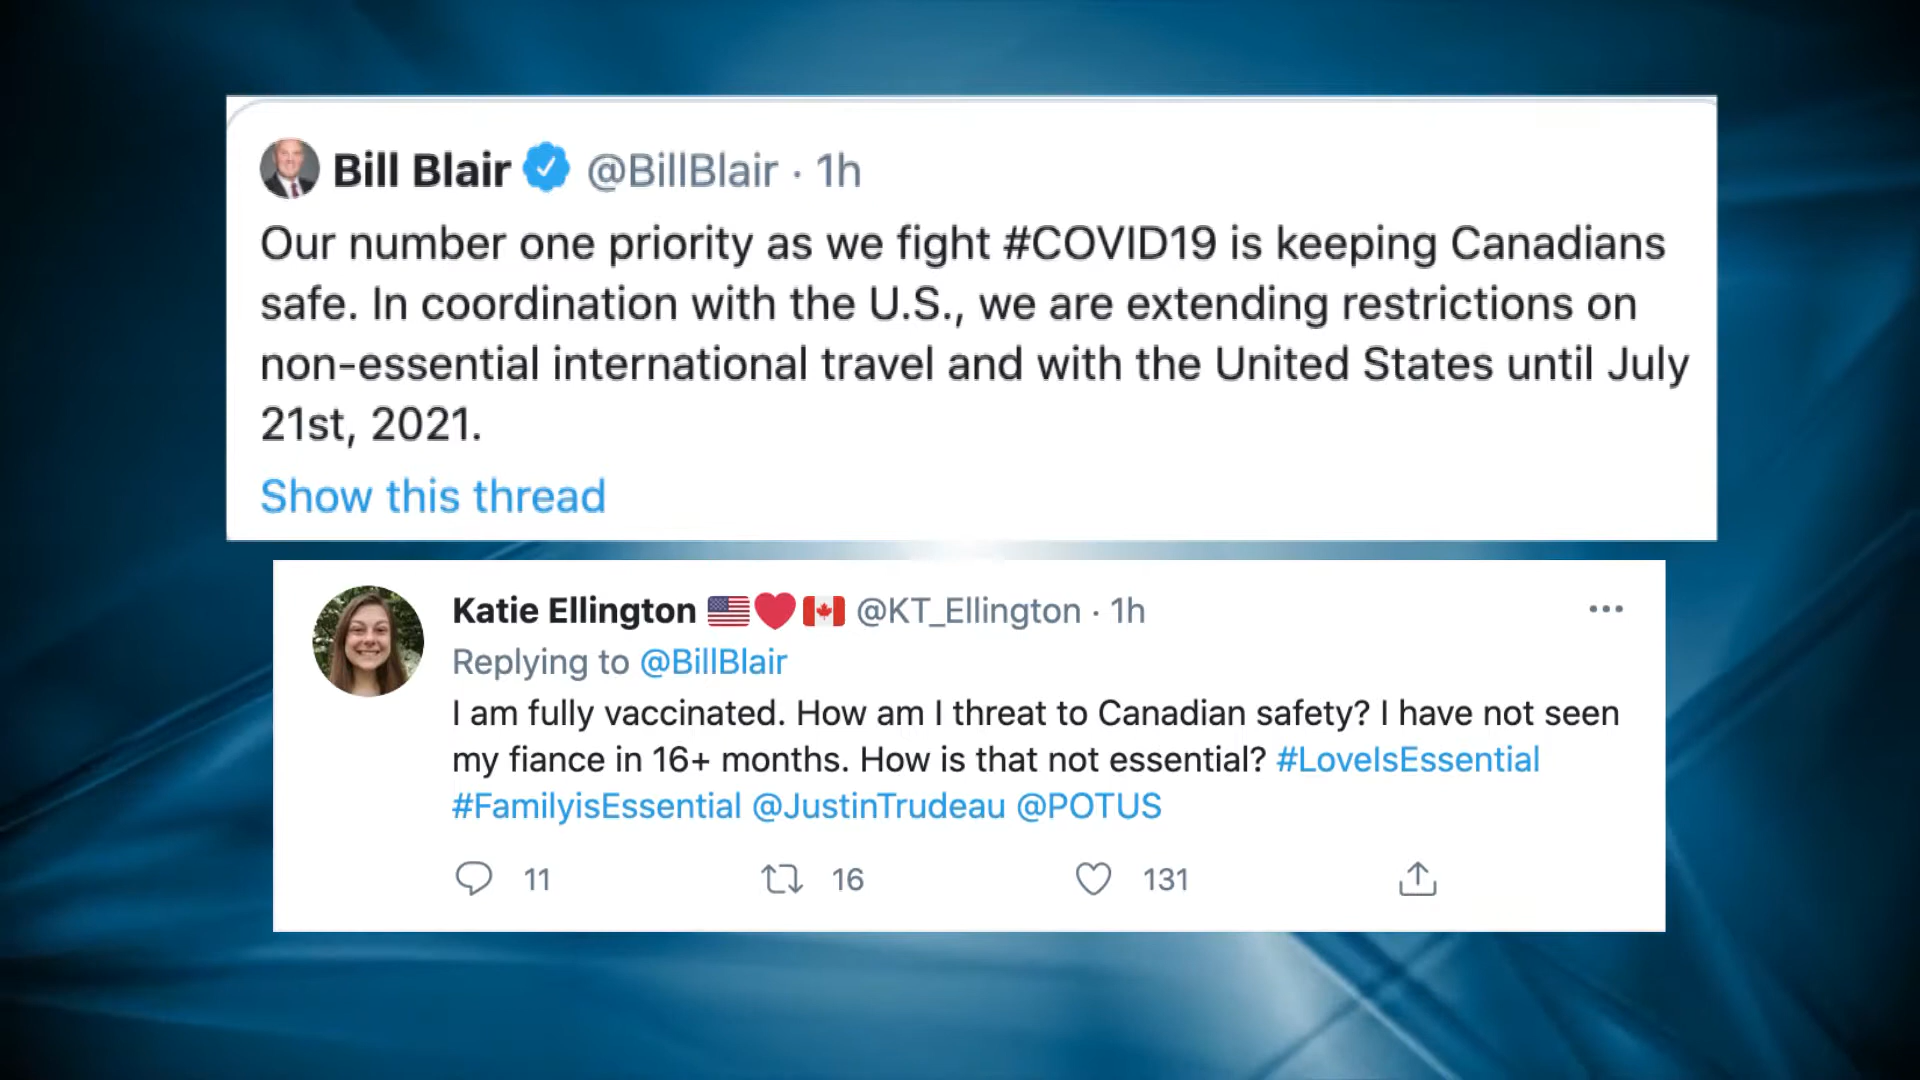 Bill Blair @BillBlair · 1h
Our number one priority as we fight #COVID19 is keeping Canadians
safe. In coordination with the U.S., we are extending restrictions on
non-essential international travel and with the United States until July
21st, 2021.
Show this thread
Katie Ellington 🇺🇸❤️🇨🇦 @KT_Ellington · 1h
Replying to @BillBlair
I am fully vaccinated. How am I threat to Canadian safety? I have not seen
my fiance in 16+ months. How is that not essential? #LoveIsEssential
#FamilyisEssential @JustinTrudeau @POTUS
11 16 131